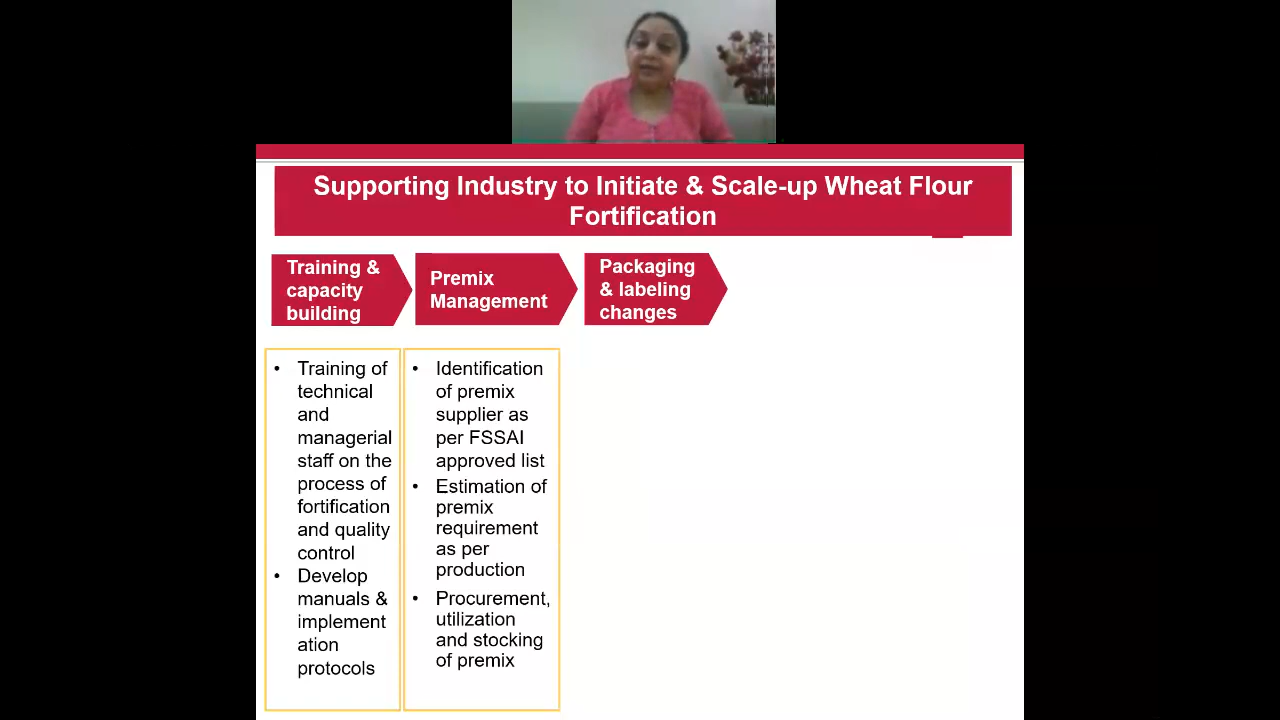 Supporting Industry to Initiate & Scale-up Wheat Flour
Fortification
Training &
capacity
building
Premix
Management
Packaging
& labeling
changes
• Training of
technical
and
managerial
staff on the
process of
fortification
and quality
control
• Develop
manuals &
implement
ation
protocols
• Identification
of premix
supplier as
per FSSAI
approved list
• Estimation of
premix
requirement
as per
production
• Procurement,
utilization
and stocking
of premix